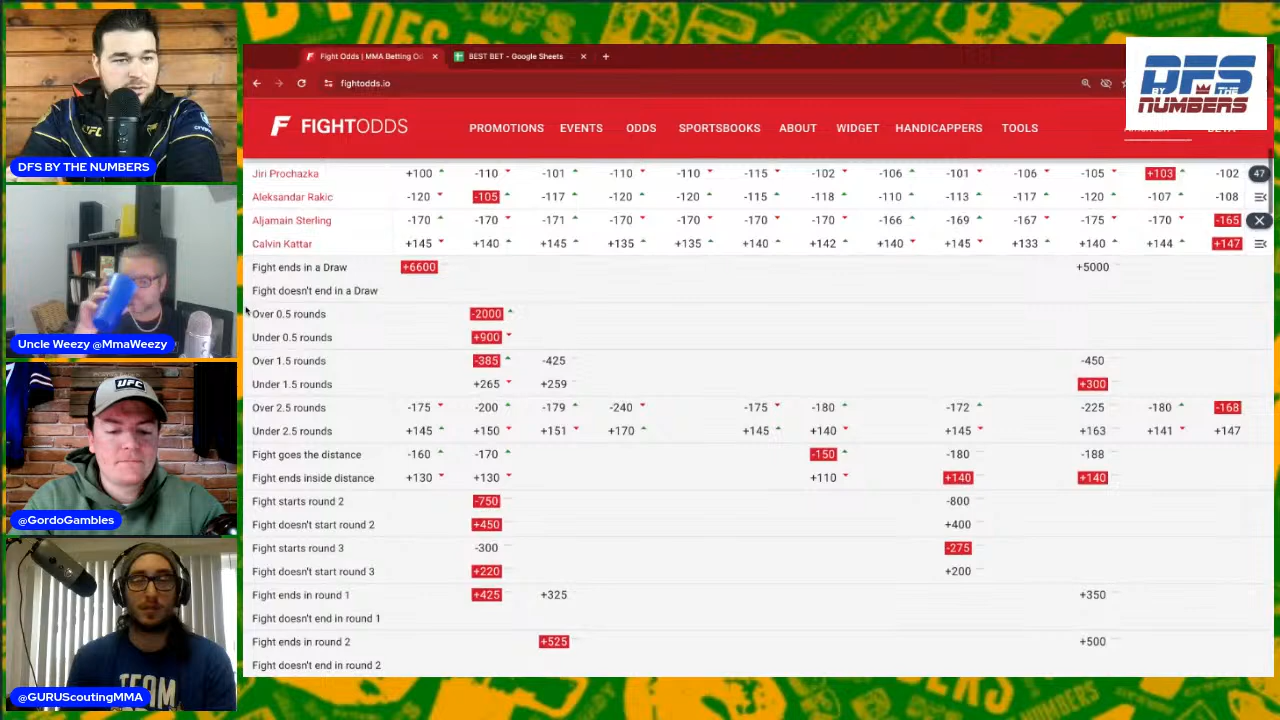 Fight Odds | MMA Betting Od
BEST BET - Google Sheets
fightodds.io
DFS
BY THE
NUMBERS
FIGHTODDS
PROMOTIONS EVENTS ODDS SPORTSBOOKS ABOUT WIDGET HANDICAPPERS TOOLS
Jiri Prochazka +100 -110 -101 -110 -110 -115 -102 -106 -101 -106 -105 +103 -102 47
Aleksandar Rakic -120 -105 -117 -120 -120 -115 -118 -110 -113 -117 -120 -107 -108
Aljamain Sterling -170 -170 -171 -170 -170 -170 -170 -166 -169 -167 -175 -170 -165
Calvin Kattar +145 +140 +145 +135 +135 +140 +142 +140 +145 +133 +140 +144 +147
Fight ends in a Draw +6600 +5000
Fight doesn't end in a Draw
Over 0.5 rounds -2000
Under 0.5 rounds +900
Over 1.5 rounds -385 -425 -450
Under 1.5 rounds +265 +259 +300
Over 2.5 rounds -175 -200 -179 -240 -175 -180 -172 -225 -180 -168
Under 2.5 rounds +145 +150 +151 +170 +145 +140 +145 +163 +141 +147
Fight goes the distance -160 -170 -150 -180 -188
Fight ends inside distance +130 +130 +110 +140 +140
Fight starts round 2 -750 -800
Fight doesn't start round 2 +450 +400
Fight starts round 3 -300 -275
Fight doesn't start round 3 +220 +200
Fight ends in round 1 +425 +325 +350
Fight doesn't end in round 1
Fight ends in round 2 +525 +500
Fight doesn't end in round 2
UFC
DFS BY THE NUMBERS
Uncle Weezy @MmaWeezy
UFC
@GordoGambles
TEAM
@GURUScoutingMMA